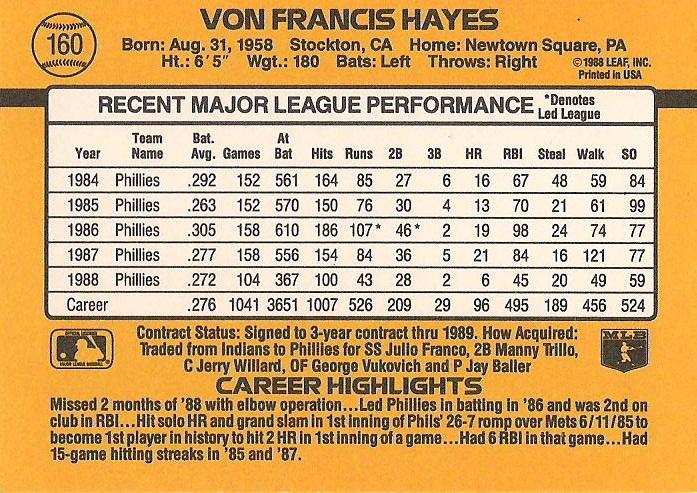 160
VON FRANCIS HAYES
Born: Aug. 31, 1958 Stockton, CA Home: Newtown Square, PA
Ht.: 6'5" Wgt.: 180 Bats: Left Throws: Right
©1988 LEAF, INC.
Printed in USA
RECENT MAJOR LEAGUE PERFORMANCE *Denotes
Led League
Year Team Name Bat. Avg. Games At Bat Hits Runs 2B 3B HR RBI Steal Walk SO
1984 Phillies .292 152 561 164 85 27 6 16 67 48 59 84
1985 Phillies .263 152 570 150 76 30 4 13 70 21 61 99
1986 Phillies .305 158 610 186 107* 46* 2 19 98 24 74 77
1987 Phillies .277 158 556 154 84 36 5 21 84 16 121 77
1988 Phillies .272 104 367 100 43 28 2 6 45 20 49 59
Career .276 1041 3651 1007 526 209 29 96 495 189 456 524
Contract Status: Signed to 3-year contract thru 1989. How Acquired:
Traded from Indians to Phillies for SS Julio Franco, 2B Manny Trillo,
C Jerry Willard, OF George Vukovich and P Jay Baller
MLB
CAREER HIGHLIGHTS
Missed 2 months of '88 with elbow operation...Led Phillies in batting in '86 and was 2nd on
club in RBI...Hit solo HR and grand slam in 1st inning of Phils' 26-7 romp over Mets 6/11/85 to
become 1st player in history to hit 2 HR in 1st inning of a game...Had 6 RBI in that game...Had
15-game hitting streaks in '85 and '87.